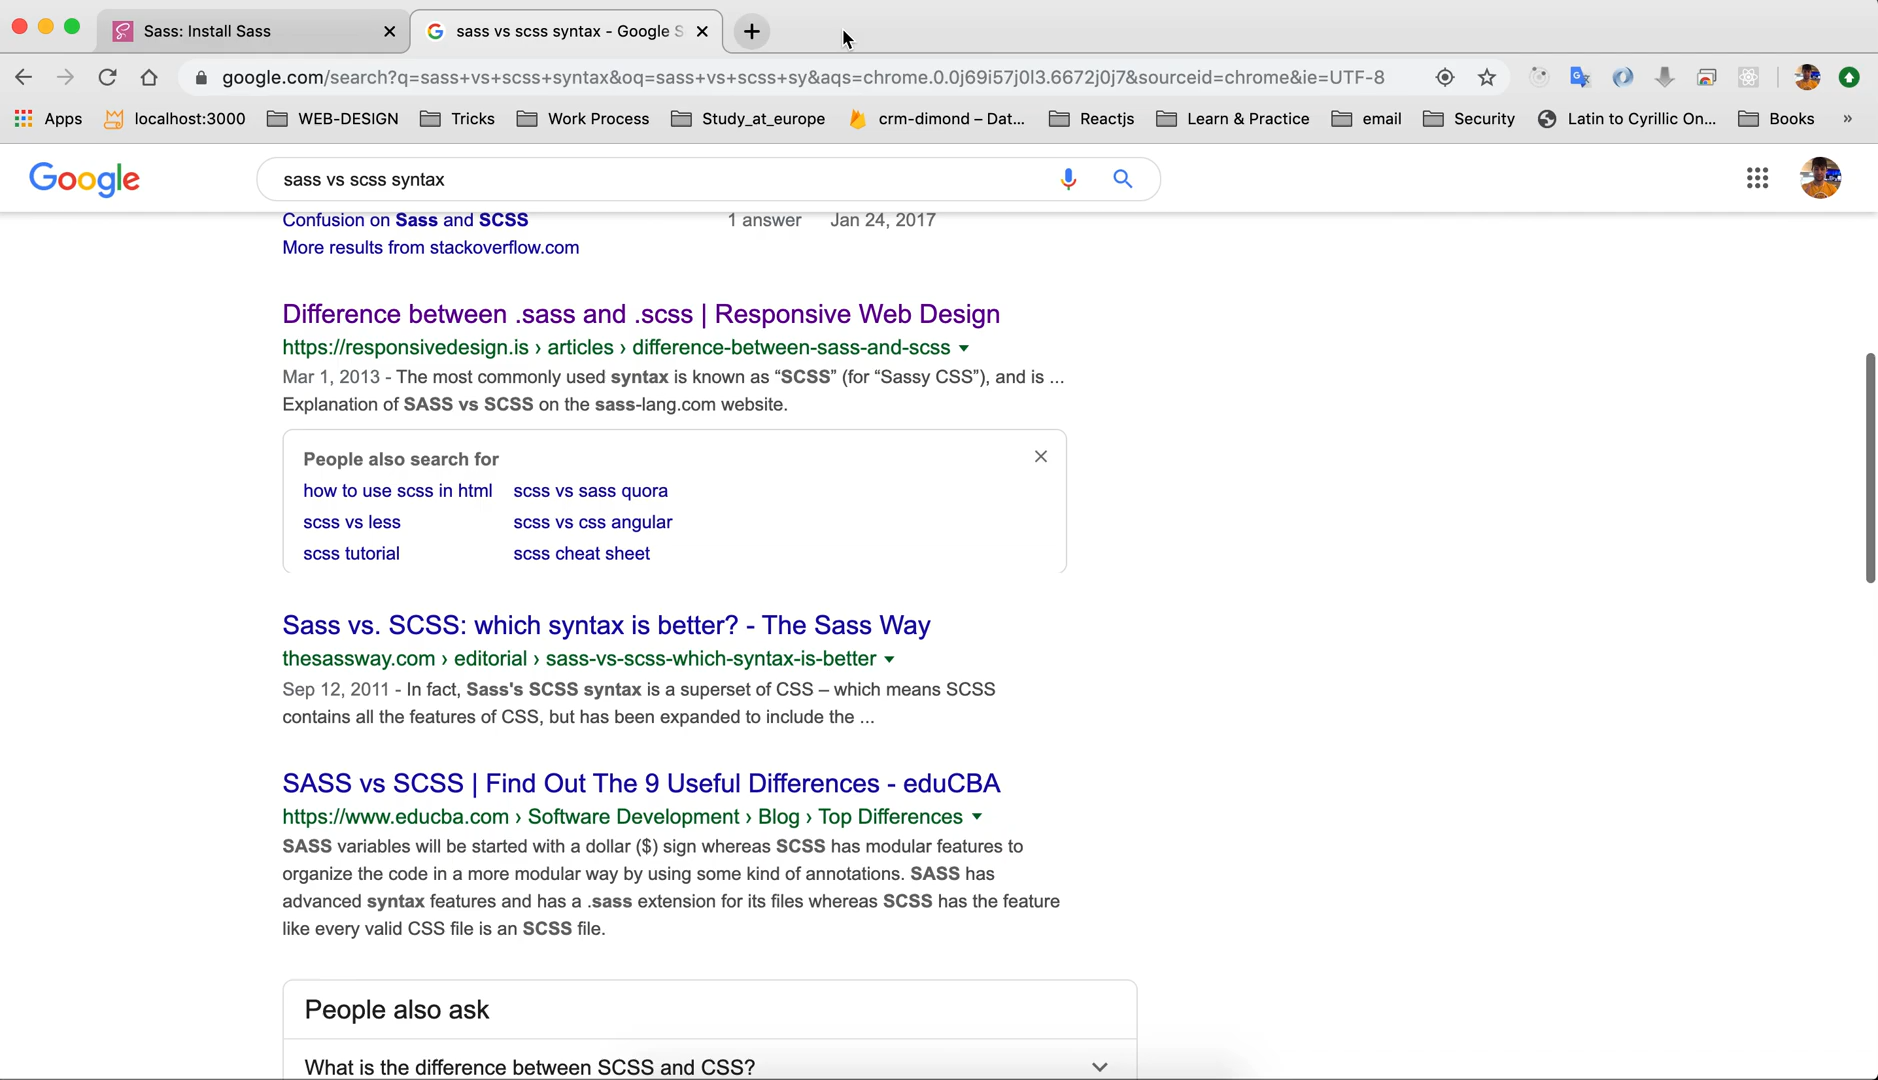 Sass: Install Sass
sass vs scss syntax - Google S
google.com/search?q=sass+vs+scss+syntax&oq=sass+vs+scss+sy&aqs=chrome.0.0j69i57j0l3.6672j0j7&sourceid=chrome&ie=UTF-8
Apps localhost:3000 WEB-DESIGN Tricks Work Process Study_at_europe crm-dimond – Dat... Reactjs Learn & Practice email Security Latin to Cyrillic On... Books »
Google sass vs scss syntax
Confusion on Sass and SCSS 1 answer Jan 24, 2017
More results from stackoverflow.com
Difference between .sass and .scss | Responsive Web Design
https://responsivedesign.is › articles › difference-between-sass-and-scss
Mar 1, 2013 - The most commonly used syntax is known as “SCSS” (for “Sassy CSS”), and is ...
Explanation of SASS vs SCSS on the sass-lang.com website.
People also search for
how to use scss in html scss vs sass quora
scss vs less scss vs css angular
scss tutorial scss cheat sheet
Sass vs. SCSS: which syntax is better? - The Sass Way
thesassway.com › editorial › sass-vs-scss-which-syntax-is-better
Sep 12, 2011 - In fact, Sass's SCSS syntax is a superset of CSS – which means SCSS
contains all the features of CSS, but has been expanded to include the ...
SASS vs SCSS | Find Out The 9 Useful Differences - eduCBA
https://www.educba.com › Software Development › Blog › Top Differences
SASS variables will be started with a dollar ($) sign whereas SCSS has modular features to
organize the code in a more modular way by using some kind of annotations. SASS has
advanced syntax features and has a .sass extension for its files whereas SCSS has the feature
like every valid CSS file is an SCSS file.
People also ask
What is the difference between SCSS and CSS?